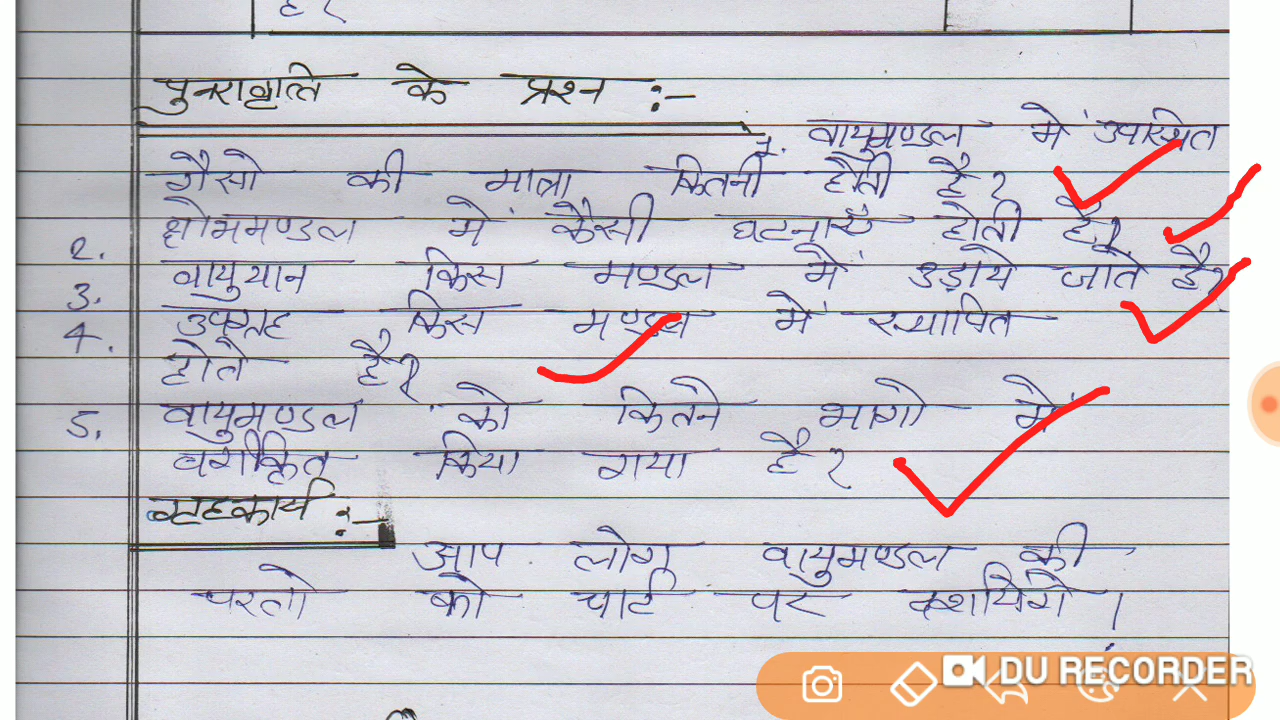 है?
पुनरावृत्ति के प्रश्न :-
1. वायुमण्डल में उपस्थित
गैसो की मात्रा कितनी होती है?
2. क्षोभमण्डल में कैसी घटनाएँ होती है?
3. वायुयान किस मण्डल में उड़ाये जाते है?
4. उपग्रह किस मण्डल में स्थापित
होते है?
5. वायुमण्डल को कितने भागो में
वर्गीकृत किया गया है?
गृहकार्य :-
आप लोग वायुमण्डल की
परतो को चार्ट पर दर्शायेगे।
DU RECORDER